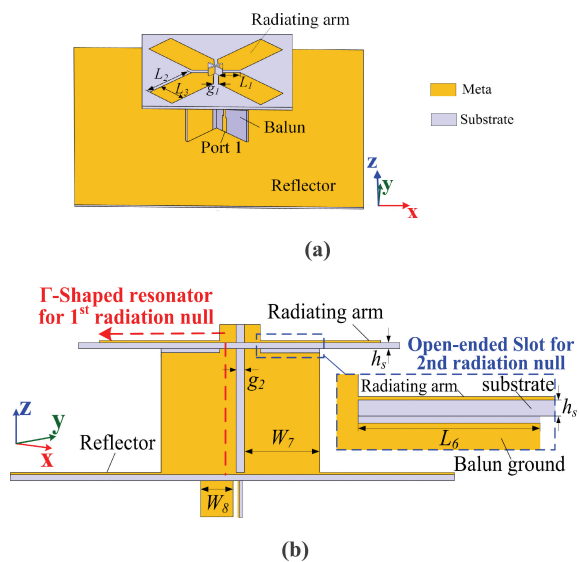 Radiating arm
L2
L3
g1
L1
Balun
Port 1
Reflector
Meta
Substrate
z
y
x
(a)
Γ-Shaped resonator
for 1st radiation null
Radiating arm
hs
g2
Open-ended Slot for
2nd radiation null
Radiating arm
substrate
hs
L6
Balun ground
z
y
x
Reflector
W7
W8
(b)